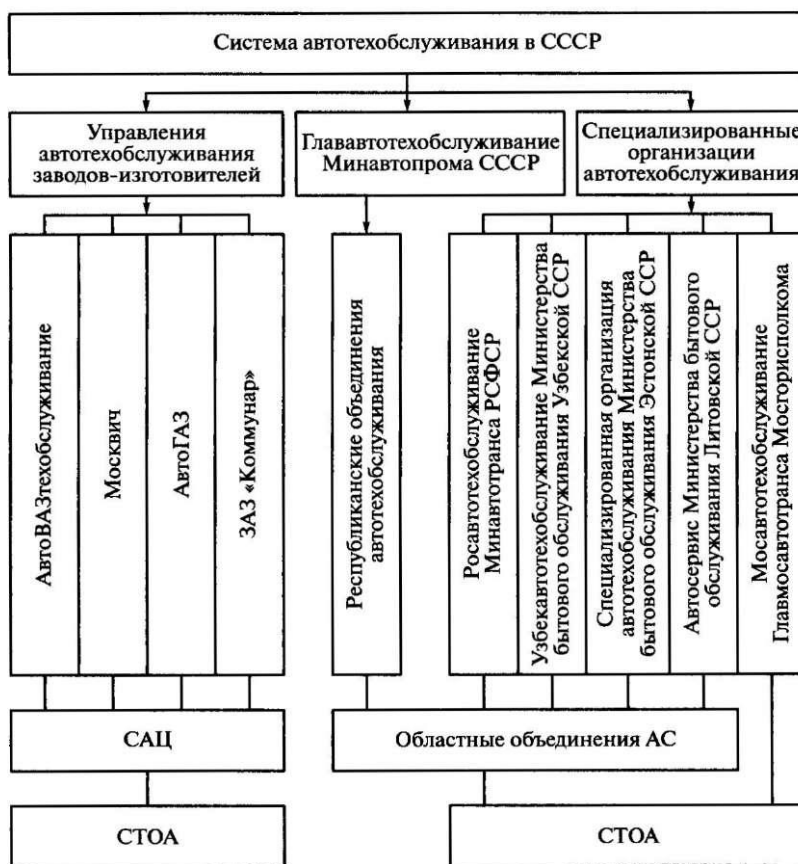 Система автотехобслуживания в СССР
Управления
автотехобслуживания
заводов-изготовителей
Глававтотехобслуживание
Минавтопрома СССР
Специализированные
организации
автотехобслуживания
АвтоВАЗтехобслуживание
Москвич
АвтоГАЗ
ЗАЗ «Коммунар»
Республиканские объединения
автотехобслуживания
Росавтотехобслуживание
Минавтотранса РСФСР
Узбекавтотехобслуживание Министерства
бытового обслуживания Узбекской ССР
Специализированная организация
автотехобслуживания Министерства
бытового обслуживания Эстонской ССР
Автосервис Министерства бытового
обслуживания Литовской ССР
Мосавтотехобслуживание
Главмосавтотранса Мосгорисполкома
САЦ
Областные объединения АС
СТОА
СТОА